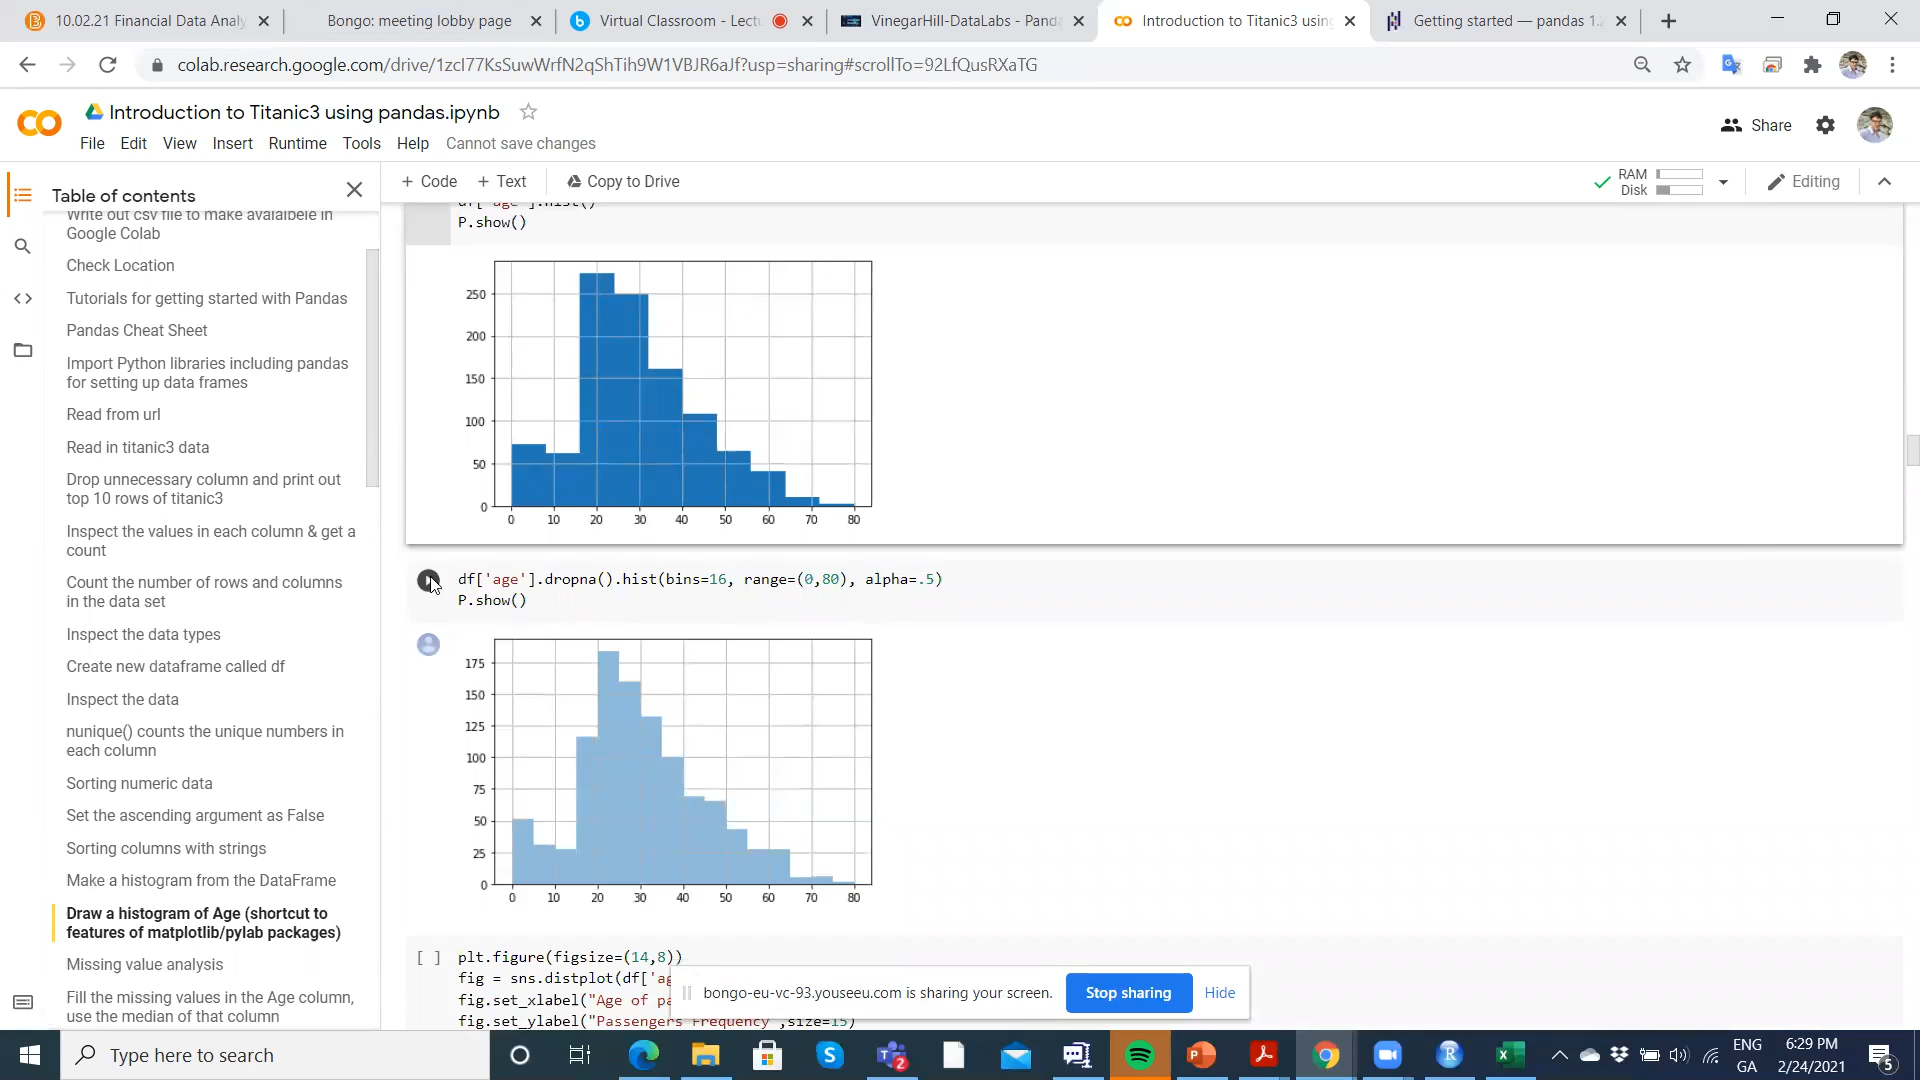 10.02.21 Financial Data Analy
Bongo: meeting lobby page
Virtual Classroom - Lectu
VinegarHill-DataLabs - Panda
Introduction to Titanic3 using
Getting started — pandas 1.2
colab.research.google.com/drive/1zcI77KsSuwWrfN2qShTih9W1VBJR6aJf?usp=sharing#scrollTo=92LfQusRXaTG
Introduction to Titanic3 using pandas.ipynb
Share
File Edit View Insert Runtime Tools Help Cannot save changes
Table of contents
+ Code + Text Copy to Drive
RAM
Disk
Editing
Write out csv file to make avalaibele in
Google Colab
Check Location
Tutorials for getting started with Pandas
Pandas Cheat Sheet
Import Python libraries including pandas
for setting up data frames
Read from url
Read in titanic3 data
Drop unnecessary column and print out
top 10 rows of titanic3
Inspect the values in each column & get a
count
Count the number of rows and columns
in the data set
Inspect the data types
Create new dataframe called df
Inspect the data
nunique() counts the unique numbers in
each column
Sorting numeric data
Set the ascending argument as False
Sorting columns with strings
Make a histogram from the DataFrame
Draw a histogram of Age (shortcut to
features of matplotlib/pylab packages)
Missing value analysis
Fill the missing values in the Age column,
use the median of that column
df['age'].hist()
P.show()
250
200
150
100
50
0
0 10 20 30 40 50 60 70 80
df['age'].dropna().hist(bins=16, range=(0,80), alpha=.5)
P.show()
175
150
125
100
75
50
25
0
0 10 20 30 40 50 60 70 80
[ ] plt.figure(figsize=(14,8))
fig = sns.distplot(df['ag
fig.set_xlabel("Age of pa
fig.set_ylabel("Passengers Frequency",size=15)
bongo-eu-vc-93.youseeu.com is sharing your screen.
Stop sharing
Hide
Type here to search
2
ENG
GA
6:29 PM
2/24/2021
5